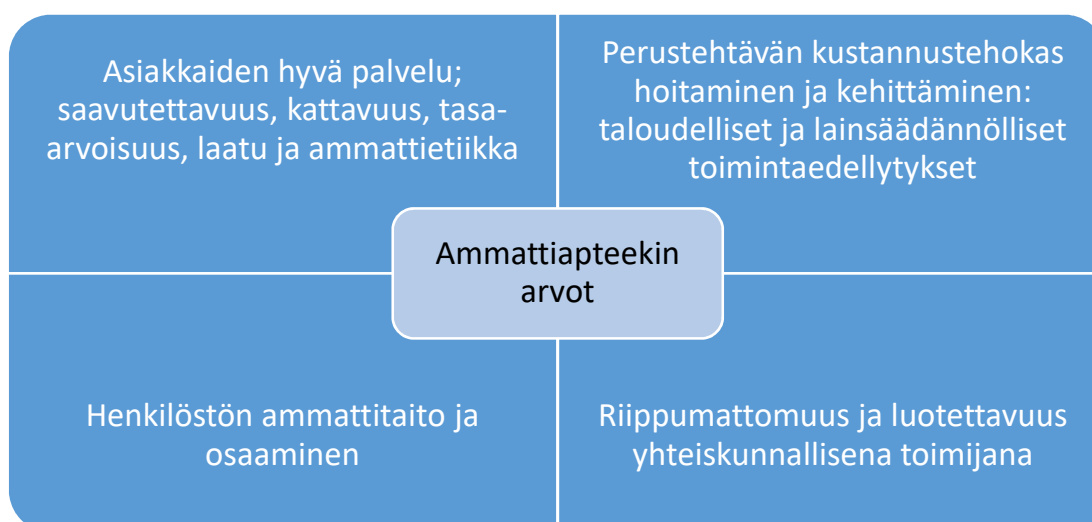 Asiakkaiden hyvä palvelu;
saavutettavuus, kattavuus, tasa-
arvoisuus, laatu ja ammattietiikka
Perustehtävän kustannustehokas
hoitaminen ja kehittäminen:
taloudelliset ja lainsäädännölliset
toimintaedellytykset
Ammattiapteekin
arvot
Henkilöstön ammattitaito ja
osaaminen
Riippumattomuus ja luotettavuus
yhteiskunnallisena toimijana